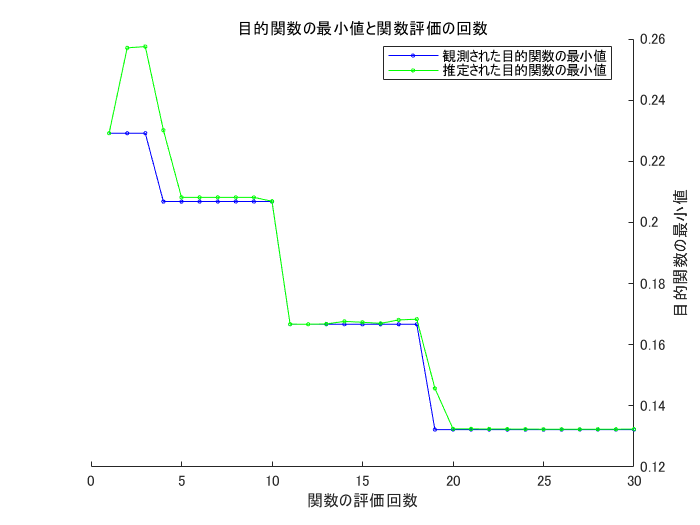 目的関数の最小値と関数評価の回数
観測された目的関数の最小値
推定された目的関数の最小値
0.26
0.24
0.22
0.2
0.18
0.16
0.14
0.12
目的関数の最小値
0 5 10 15 20 25 30
関数の評価回数